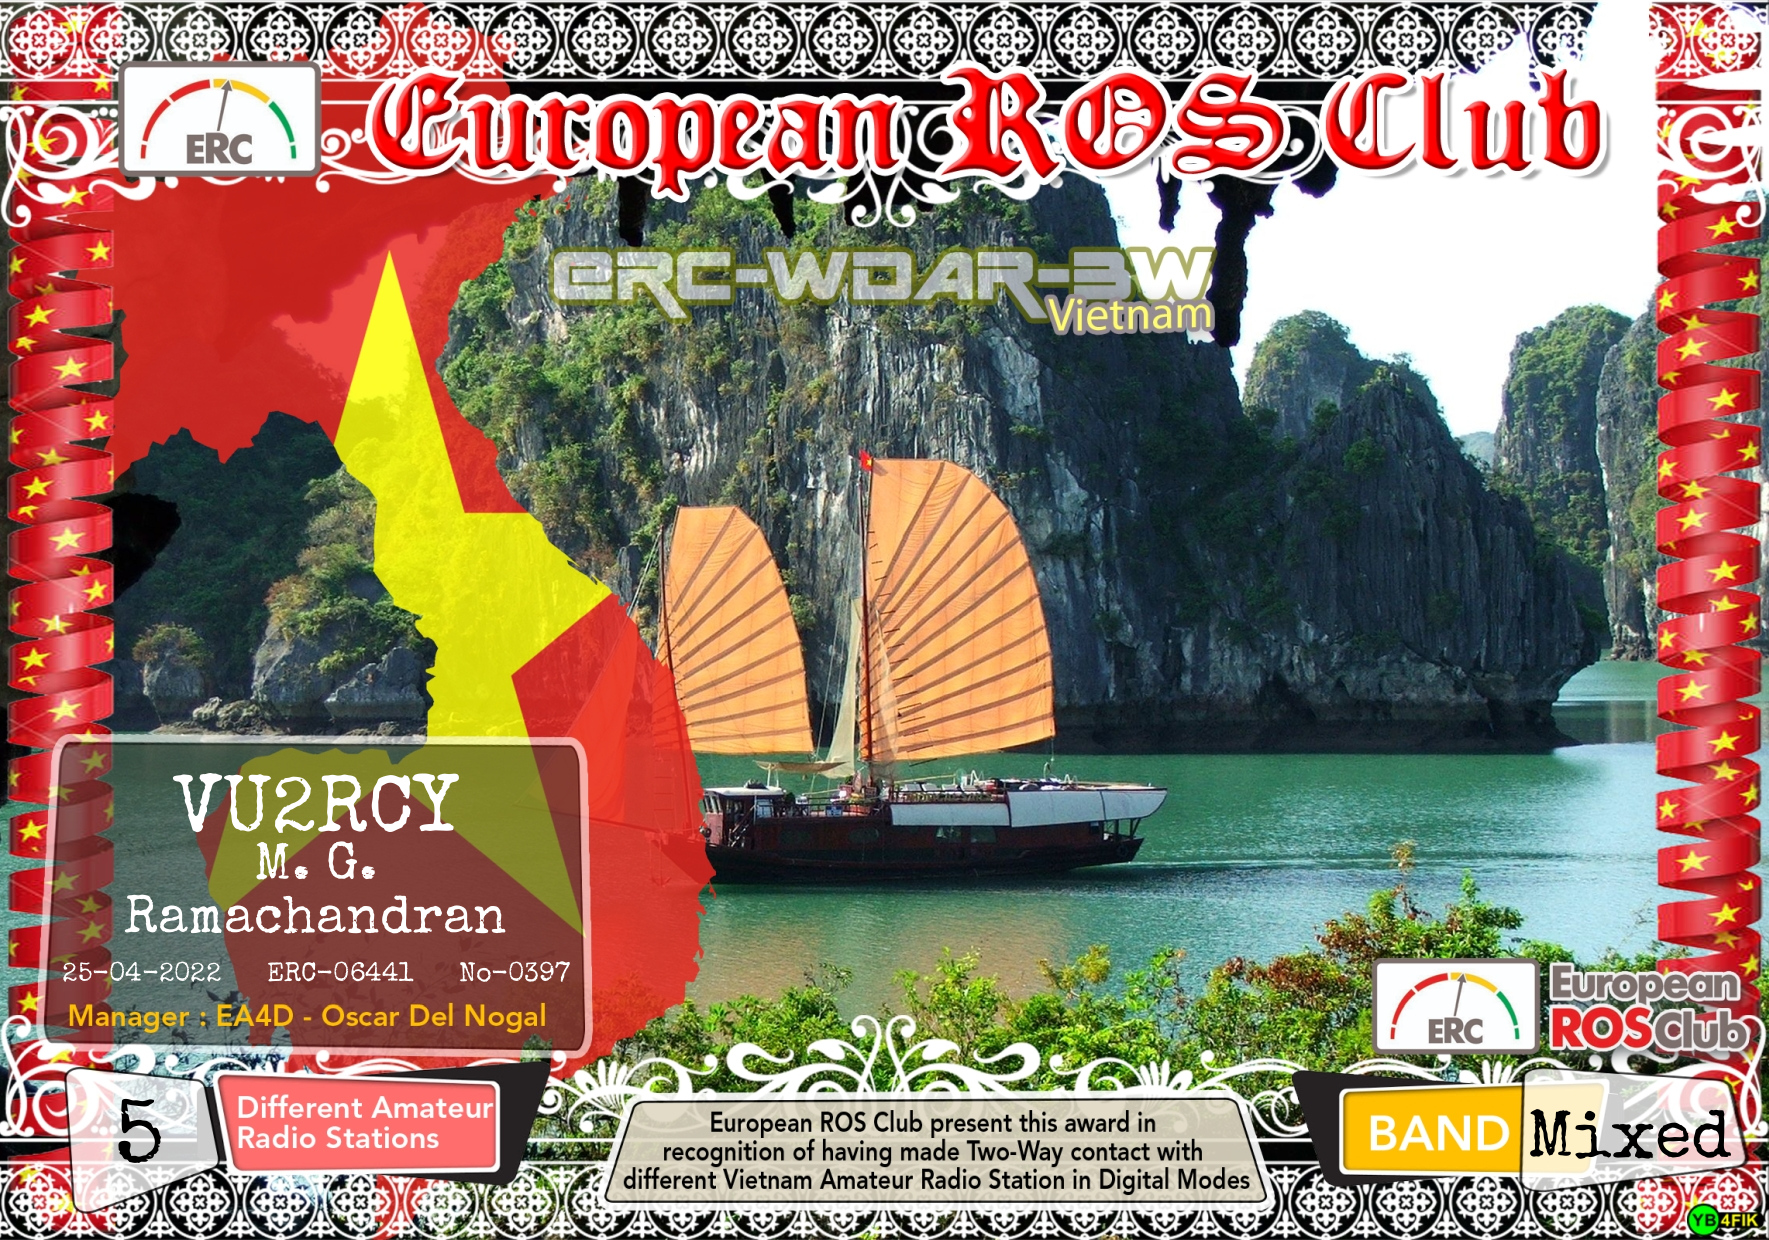 ERC
European ROS Club
ERC-WDAR-3W
Vietnam
VU2RCY
M. G.
Ramachandran
25-04-2022 ERC-06441 No-0397
Manager : EA4D - Oscar Del Nogal
ERC
European
ROSClub
5
Different Amateur
Radio Stations
European ROS Club present this award in
recognition of having made Two-Way contact with
different Vietnam Amateur Radio Station in Digital Modes
BAND Mixed
YB4FIK